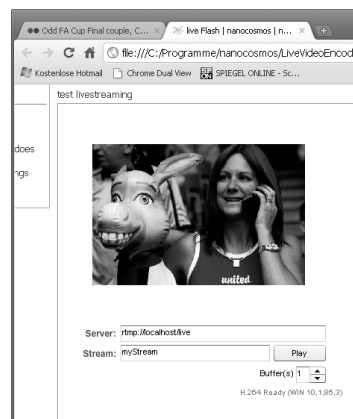 Odd FA Cup Final couple, C...
live Flash | nanocosmos | n...
file:///C:/Programme/nanocosmos/LiveVideoEncod
Kostenlose Hotmail
Chrome Dual View
SPIEGEL ONLINE - Sc...
test livestreaming
does
ngs
united
Server: rtmp://localhost/live
Stream: myStream
Play
Buffer(s) 1
H.264 Ready (WIN 10,1,85,3)